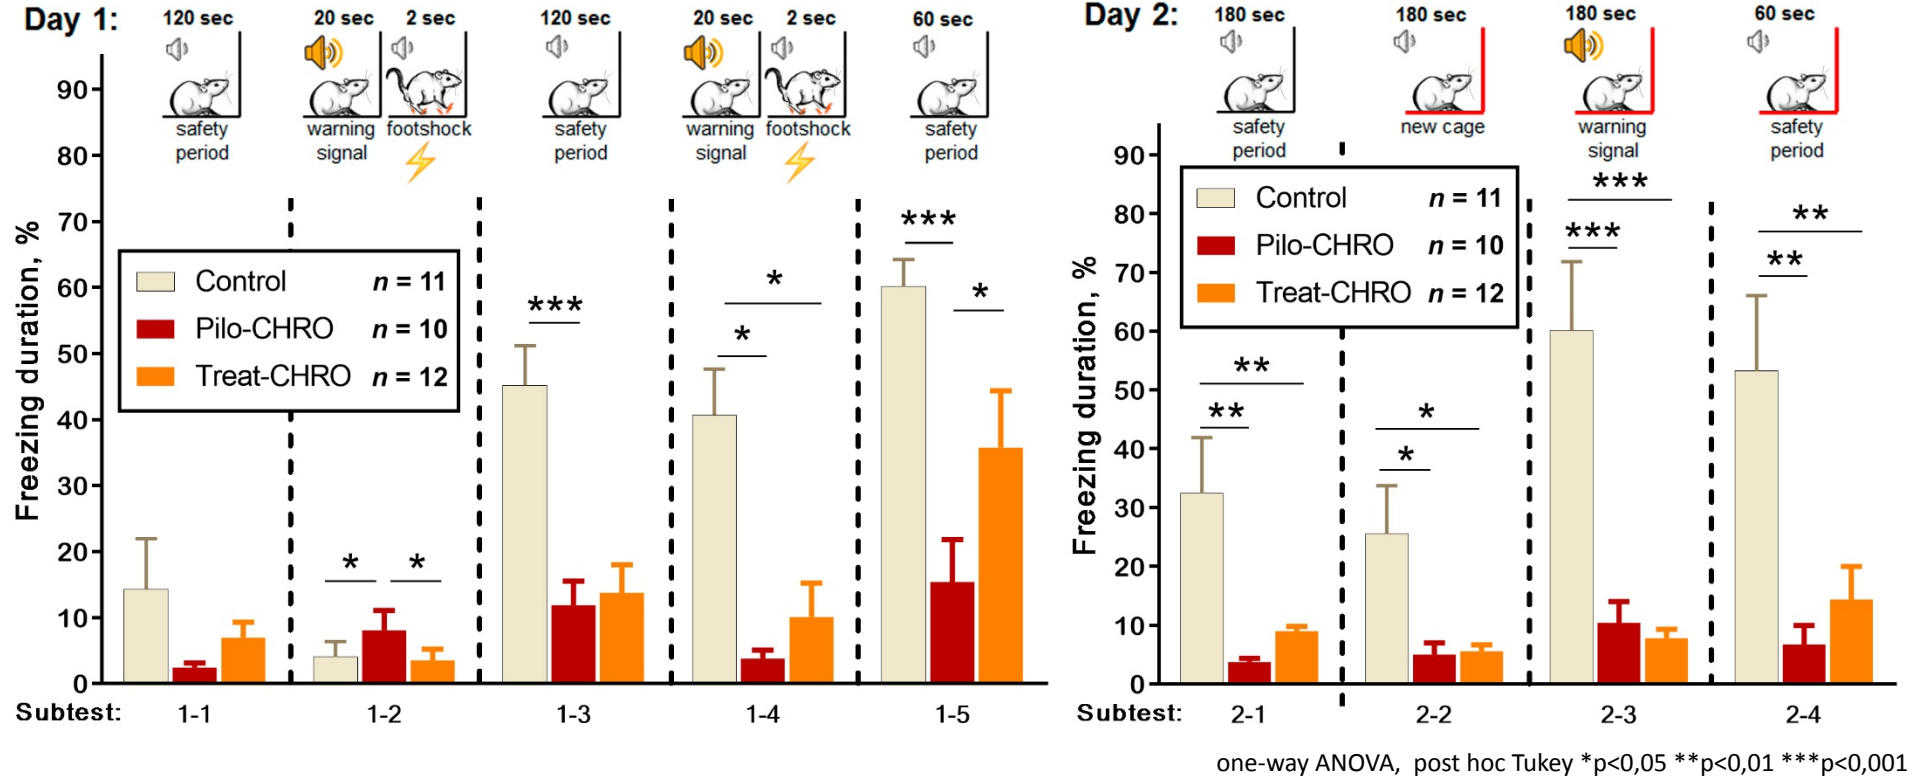 Day 1:
120 sec
20 sec
2 sec
120 sec
20 sec
2 sec
60 sec
safety
period
warning
signal
footshock
safety
period
warning
signal
footshock
safety
period
Freezing duration, %
90
80
70
60
50
40
30
20
10
0
Control n = 11
Pilo-CHRO n = 10
Treat-CHRO n = 12
* *
***
*
*
***
*
Subtest: 1-1 1-2 1-3 1-4 1-5
Day 2:
180 sec
180 sec
180 sec
60 sec
safety
period
new cage
warning
signal
safety
period
Freezing duration, %
90
80
70
60
50
40
30
20
10
0
Control n = 11
Pilo-CHRO n = 10
Treat-CHRO n = 12
**
**
*
*
***
***
**
**
Subtest: 2-1 2-2 2-3 2-4
one-way ANOVA, post hoc Tukey *p<0,05 **p<0,01 ***p<0,001